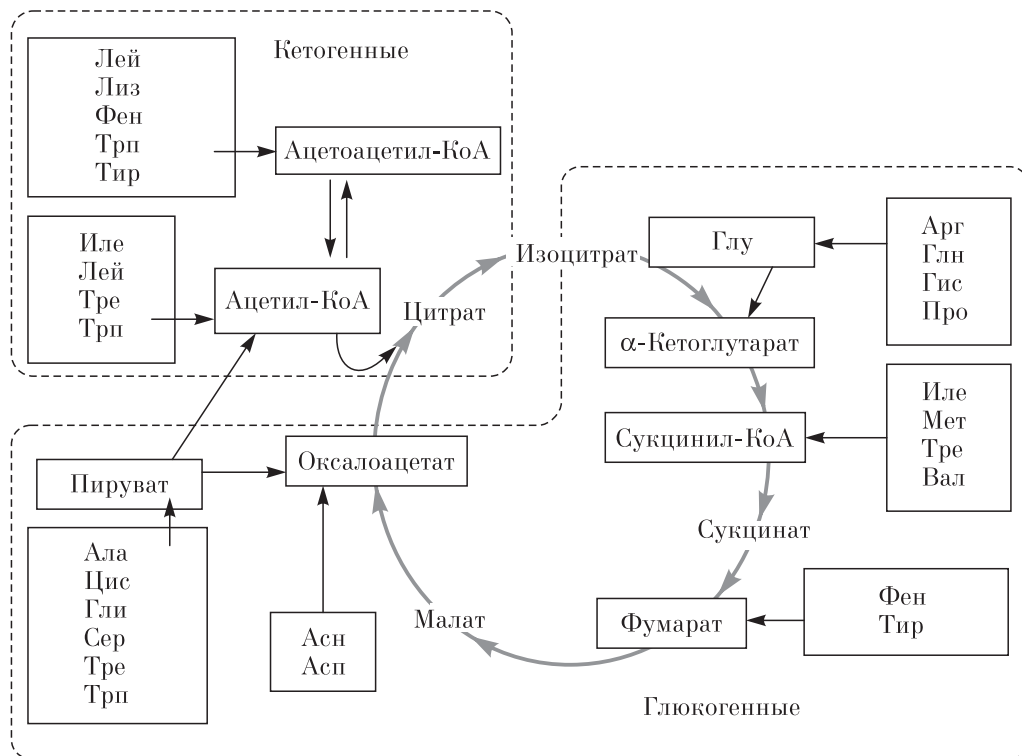 Кетогенные
Лей
Лиз
Фен
Трп
Тир
Ацетоацетил-КоА
Иле
Лей
Тре
Трп
Ацетил-КоА
Цитрат
Изоцитрат
Глу
Арг
Глн
Гис
Про
α-Кетоглутарат
Сукцинил-КоА
Иле
Мет
Тре
Вал
Пируват
Оксалоацетат
Сукцинат
Ала
Цис
Гли
Сер
Тре
Трп
Асн
Асп
Малат
Фумарат
Фен
Тир
Глюкогенные